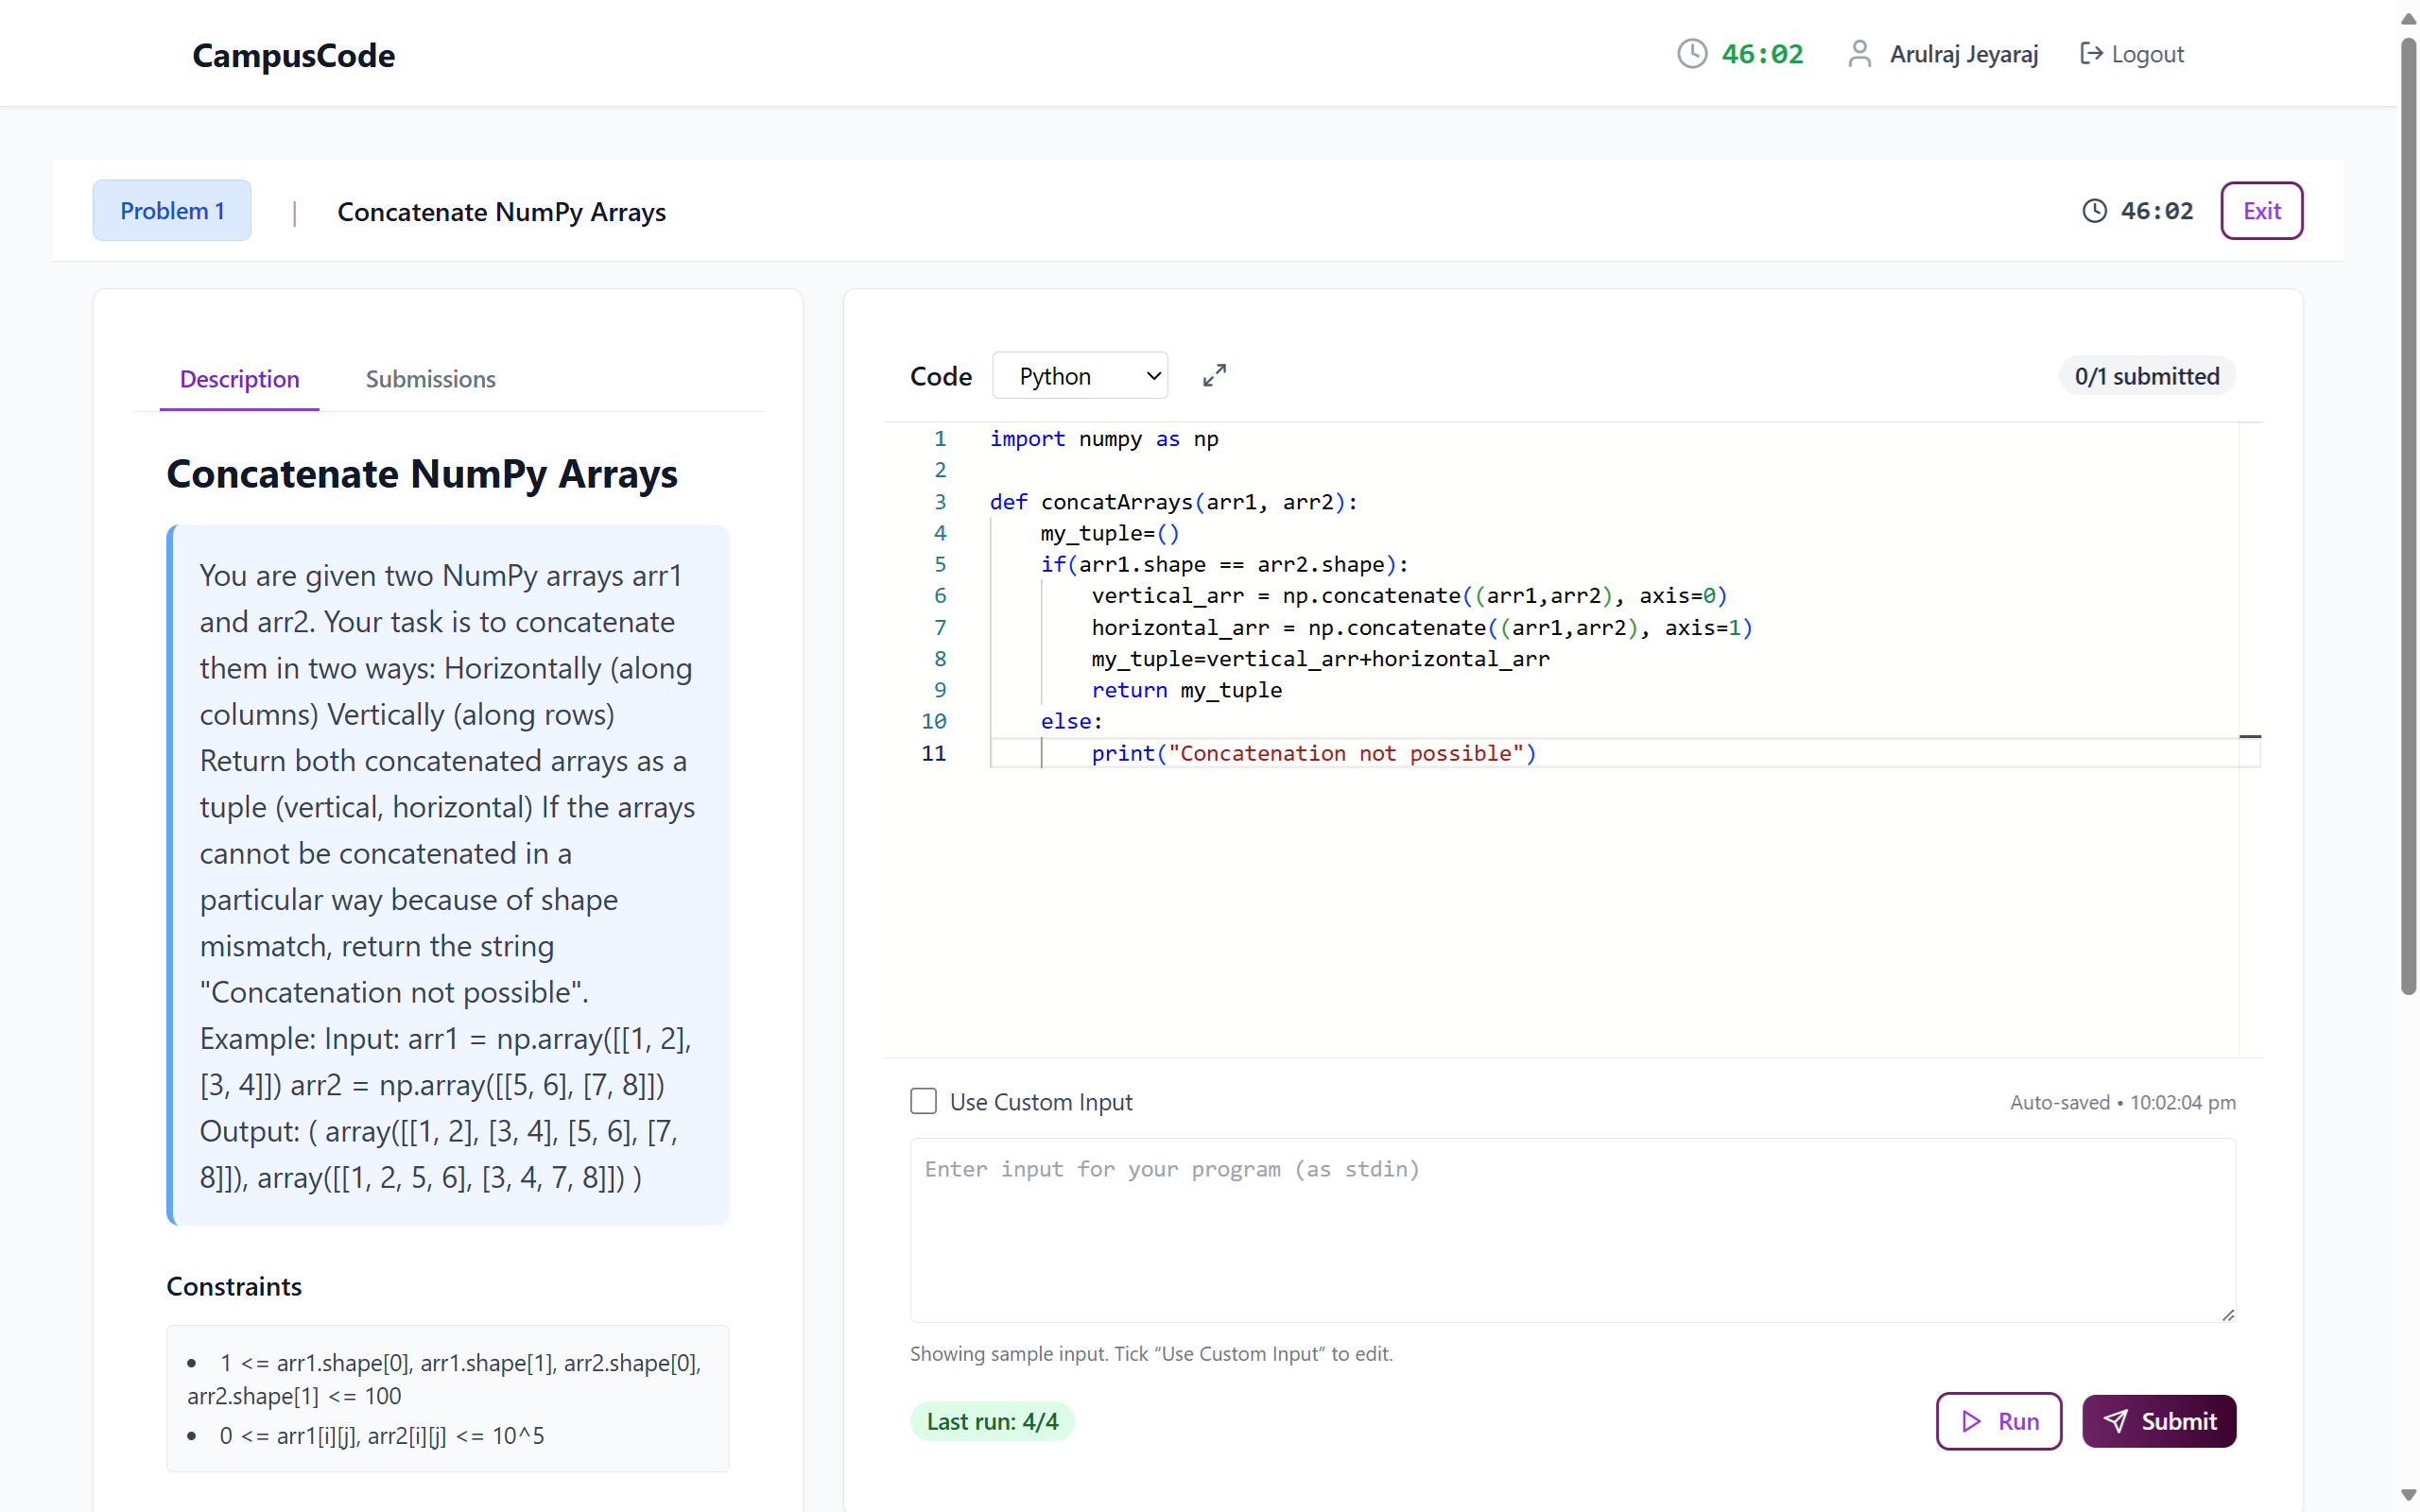 CampusCode
46:02
Arulraj Jeyaraj
Logout
Problem 1
|
Concatenate NumPy Arrays
46:02
Exit
Description
Submissions
Concatenate NumPy Arrays
You are given two NumPy arrays arr1
and arr2. Your task is to concatenate
them in two ways: Horizontally (along
columns) Vertically (along rows)
Return both concatenated arrays as a
tuple (vertical, horizontal) If the arrays
cannot be concatenated in a
particular way because of shape
mismatch, return the string
"Concatenation not possible".
Example: Input: arr1 = np.array([[1, 2],
[3, 4]]) arr2 = np.array([[5, 6], [7, 8]])
Output: ( array([[1, 2], [3, 4], [5, 6], [7,
8]]), array([[1, 2, 5, 6], [3, 4, 7, 8]]) )
Constraints
• 1 <= arr1.shape[0], arr1.shape[1], arr2.shape[0],
arr2.shape[1] <= 100
• 0 <= arr1[i][j], arr2[i][j] <= 10^5
Code
Python
0/1 submitted
1 import numpy as np
2
3 def concatArrays(arr1, arr2):
4     my_tuple=()
5     if(arr1.shape == arr2.shape):
6         vertical_arr = np.concatenate((arr1,arr2), axis=0)
7         horizontal_arr = np.concatenate((arr1,arr2), axis=1)
8         my_tuple=vertical_arr+horizontal_arr
9         return my_tuple
10     else:
11         print("Concatenation not possible")
Use Custom Input
Auto-saved • 10:02:04 pm
Enter input for your program (as stdin)
Showing sample input. Tick “Use Custom Input” to edit.
Last run: 4/4
Run
Submit